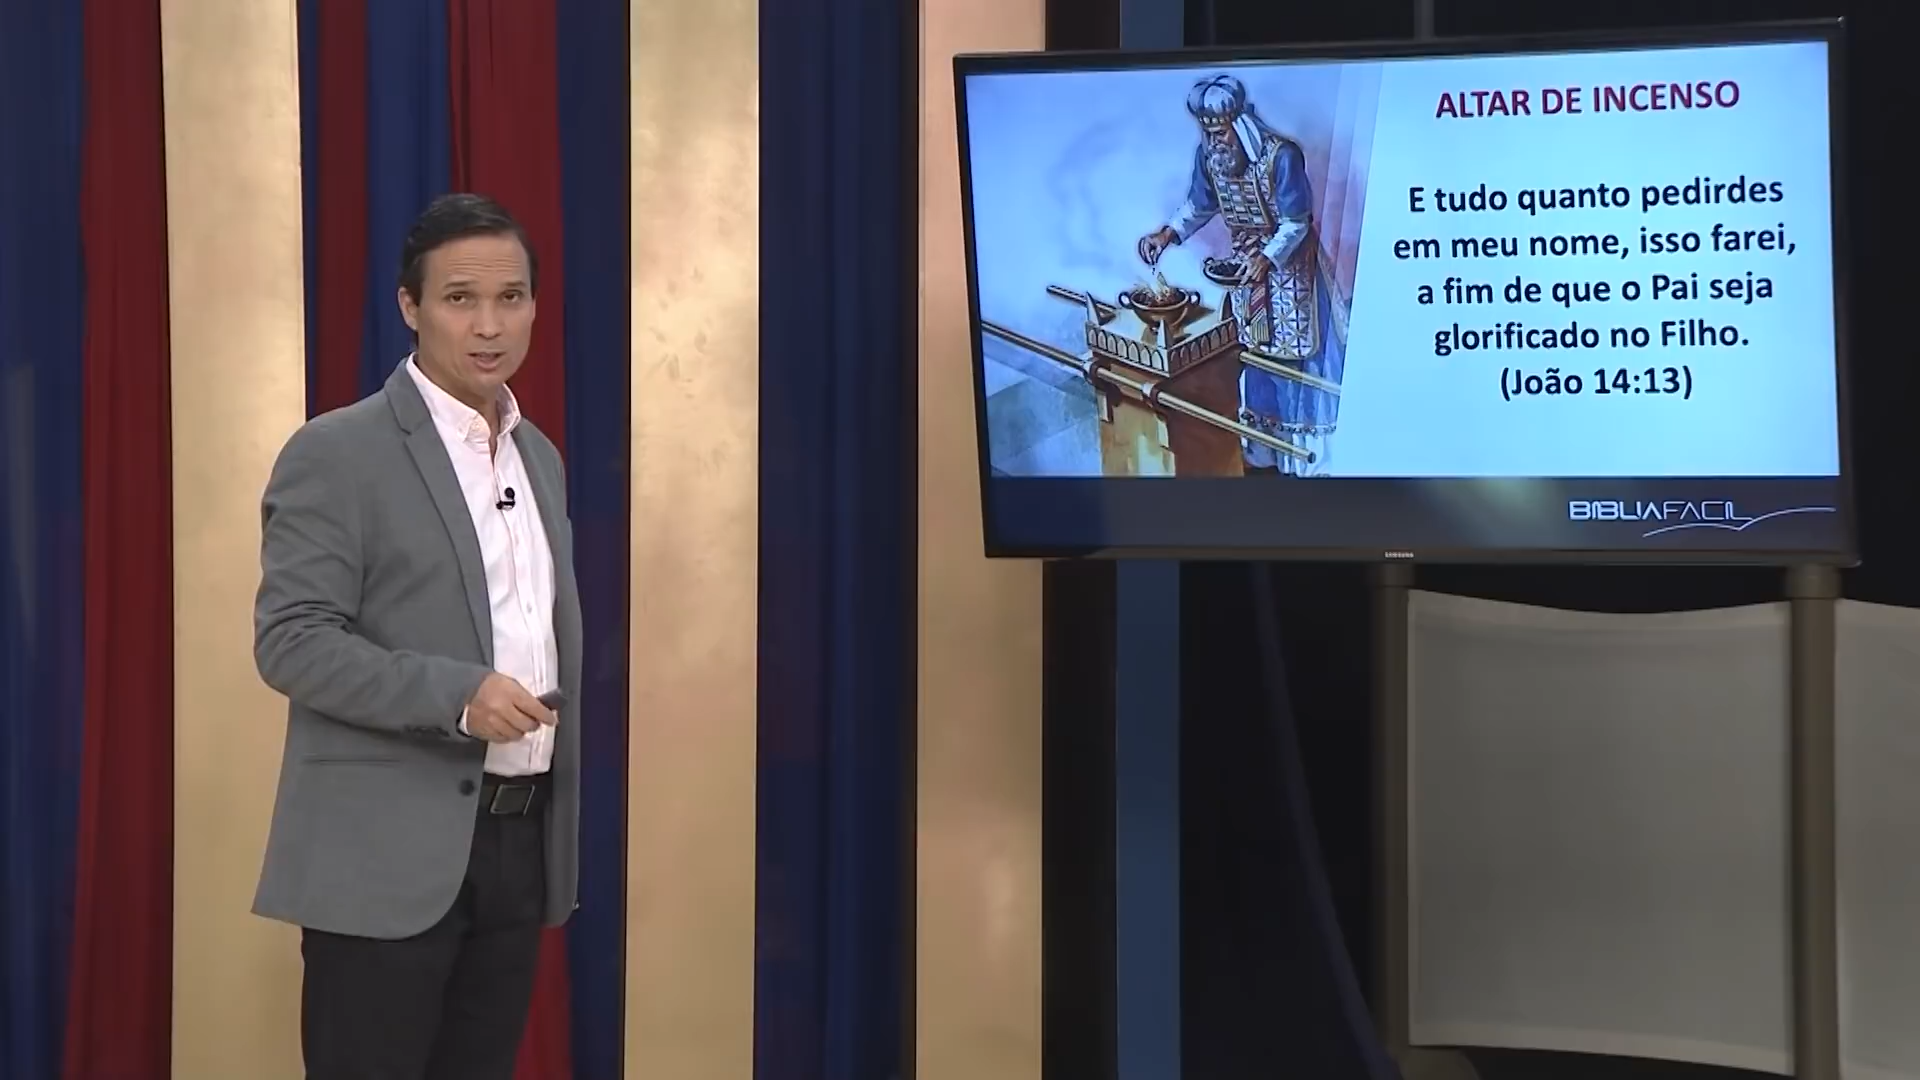 ALTAR DE INCENSO
E tudo quanto pedirdes
em meu nome, isso farei,
a fim de que o Pai seja
glorificado no Filho.
(João 14:13)
BIBLIAFACIL
SAMSUNG